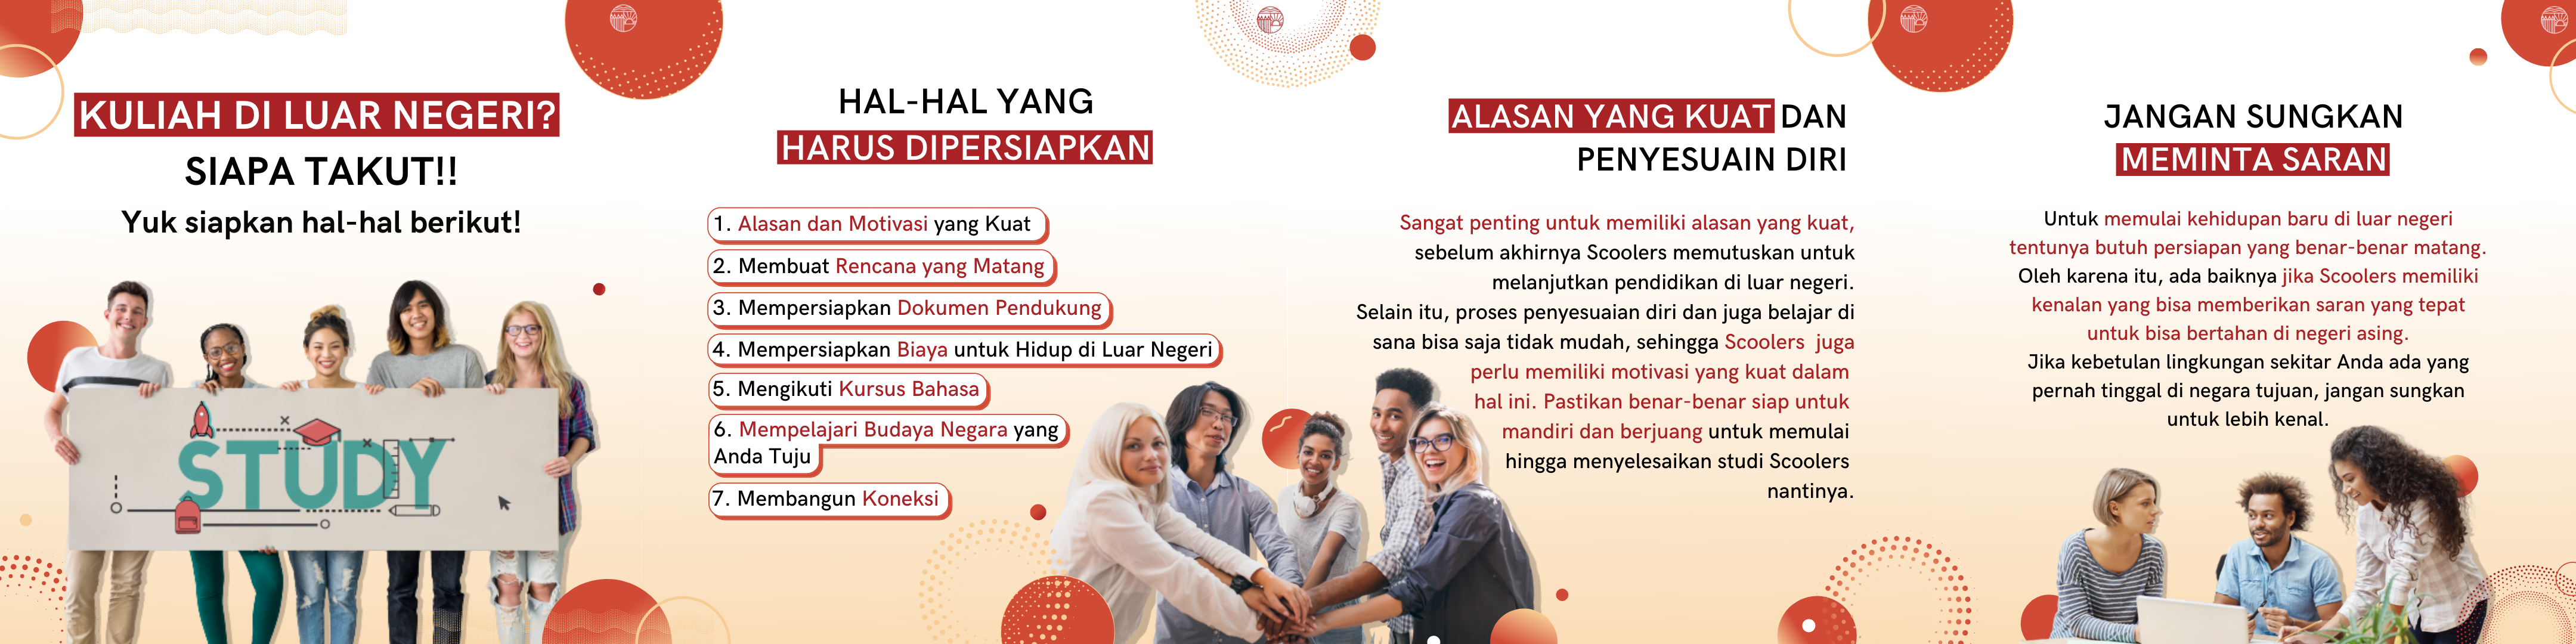 KULIAH DI LUAR NEGERI?
SIAPA TAKUT!!
Yuk siapkan hal-hal berikut!
STUDY
HAL-HAL YANG
HARUS DIPERSIAPKAN
1. Alasan dan Motivasi yang Kuat
2. Membuat Rencana yang Matang
3. Mempersiapkan Dokumen Pendukung
4. Mempersiapkan Biaya untuk Hidup di Luar Negeri
5. Mengikuti Kursus Bahasa
6. Mempelajari Budaya Negara yang
Anda Tuju
7. Membangun Koneksi
ALASAN YANG KUAT DAN
PENYESUAIN DIRI
Sangat penting untuk memiliki alasan yang kuat,
sebelum akhirnya Scoolers memutuskan untuk
melanjutkan pendidikan di luar negeri.
Selain itu, proses penyesuaian diri dan juga belajar di
sana bisa saja tidak mudah, sehingga Scoolers juga
perlu memiliki motivasi yang kuat dalam
hal ini. Pastikan benar-benar siap untuk
mandiri dan berjuang untuk memulai
hingga menyelesaikan studi Scoolers
nantinya.
JANGAN SUNGKAN
MEMINTA SARAN
Untuk memulai kehidupan baru di luar negeri
tentunya butuh persiapan yang benar-benar matang.
Oleh karena itu, ada baiknya jika Scoolers memiliki
kenalan yang bisa memberikan saran yang tepat
untuk bisa bertahan di negeri asing.
Jika kebetulan lingkungan sekitar Anda ada yang
pernah tinggal di negara tujuan, jangan sungkan
untuk lebih kenal.